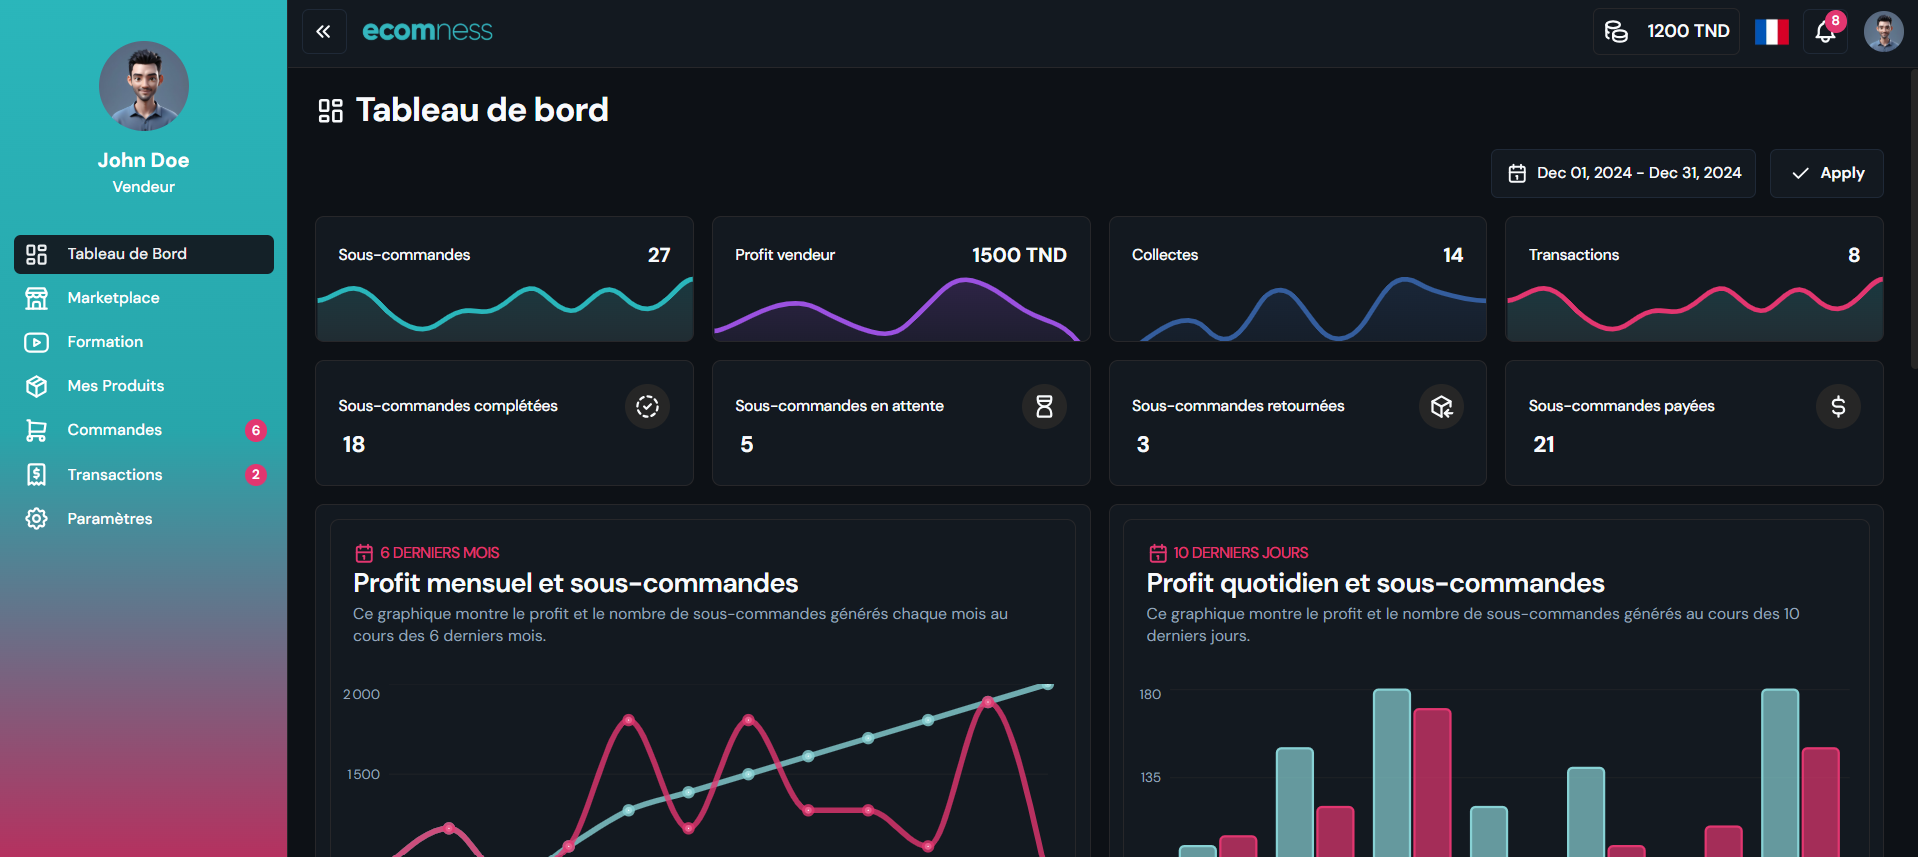 John Doe
Vendeur
Tableau de Bord
Marketplace
Formation
Mes Produits
Commandes 6
Transactions 2
Paramètres
ecomness
1200 TND
8
Tableau de bord
Dec 01, 2024 - Dec 31, 2024
Apply
Sous-commandes 27
Profit vendeur 1500 TND
Collectes 14
Transactions 8
Sous-commandes complétées
18
Sous-commandes en attente
5
Sous-commandes retournées
3
Sous-commandes payées
21
6 DERNIERS MOIS
Profit mensuel et sous-commandes
Ce graphique montre le profit et le nombre de sous-commandes générés chaque mois au
cours des 6 derniers mois.
2 000
1 500
10 DERNIERS JOURS
Profit quotidien et sous-commandes
Ce graphique montre le profit et le nombre de sous-commandes générés au cours des 10
derniers jours.
180
135